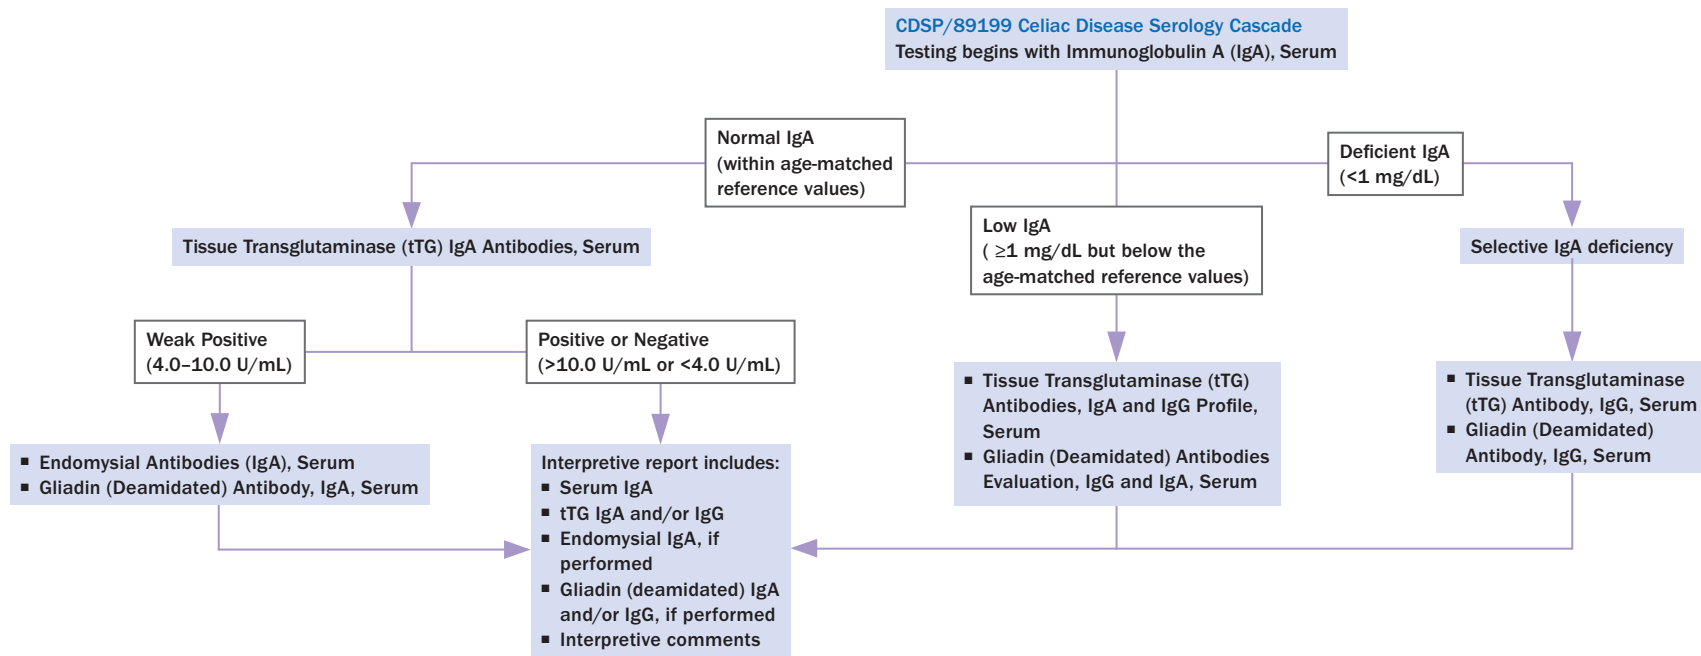 CDSP/89199 Celiac Disease Serology Cascade
Testing begins with Immunoglobulin A (IgA), Serum
Normal IgA
(within age-matched
reference values)
Deficient IgA
(<1 mg/dL)
Low IgA
( ≥1 mg/dL but below the
age-matched reference values)
Tissue Transglutaminase (tTG) IgA Antibodies, Serum
Selective IgA deficiency
Weak Positive
(4.0–10.0 U/mL)
Positive or Negative
(>10.0 U/mL or <4.0 U/mL)
■ Tissue Transglutaminase (tTG)
Antibodies, IgA and IgG Profile,
Serum
■ Gliadin (Deamidated) Antibodies
Evaluation, IgG and IgA, Serum
■ Tissue Transglutaminase
(tTG) Antibody, IgG, Serum
■ Gliadin (Deamidated)
Antibody, IgG, Serum
■ Endomysial Antibodies (IgA), Serum
■ Gliadin (Deamidated) Antibody, IgA, Serum
Interpretive report includes:
■ Serum IgA
■ tTG IgA and/or IgG
■ Endomysial IgA, if
performed
■ Gliadin (deamidated) IgA
and/or IgG, if performed
■ Interpretive comments